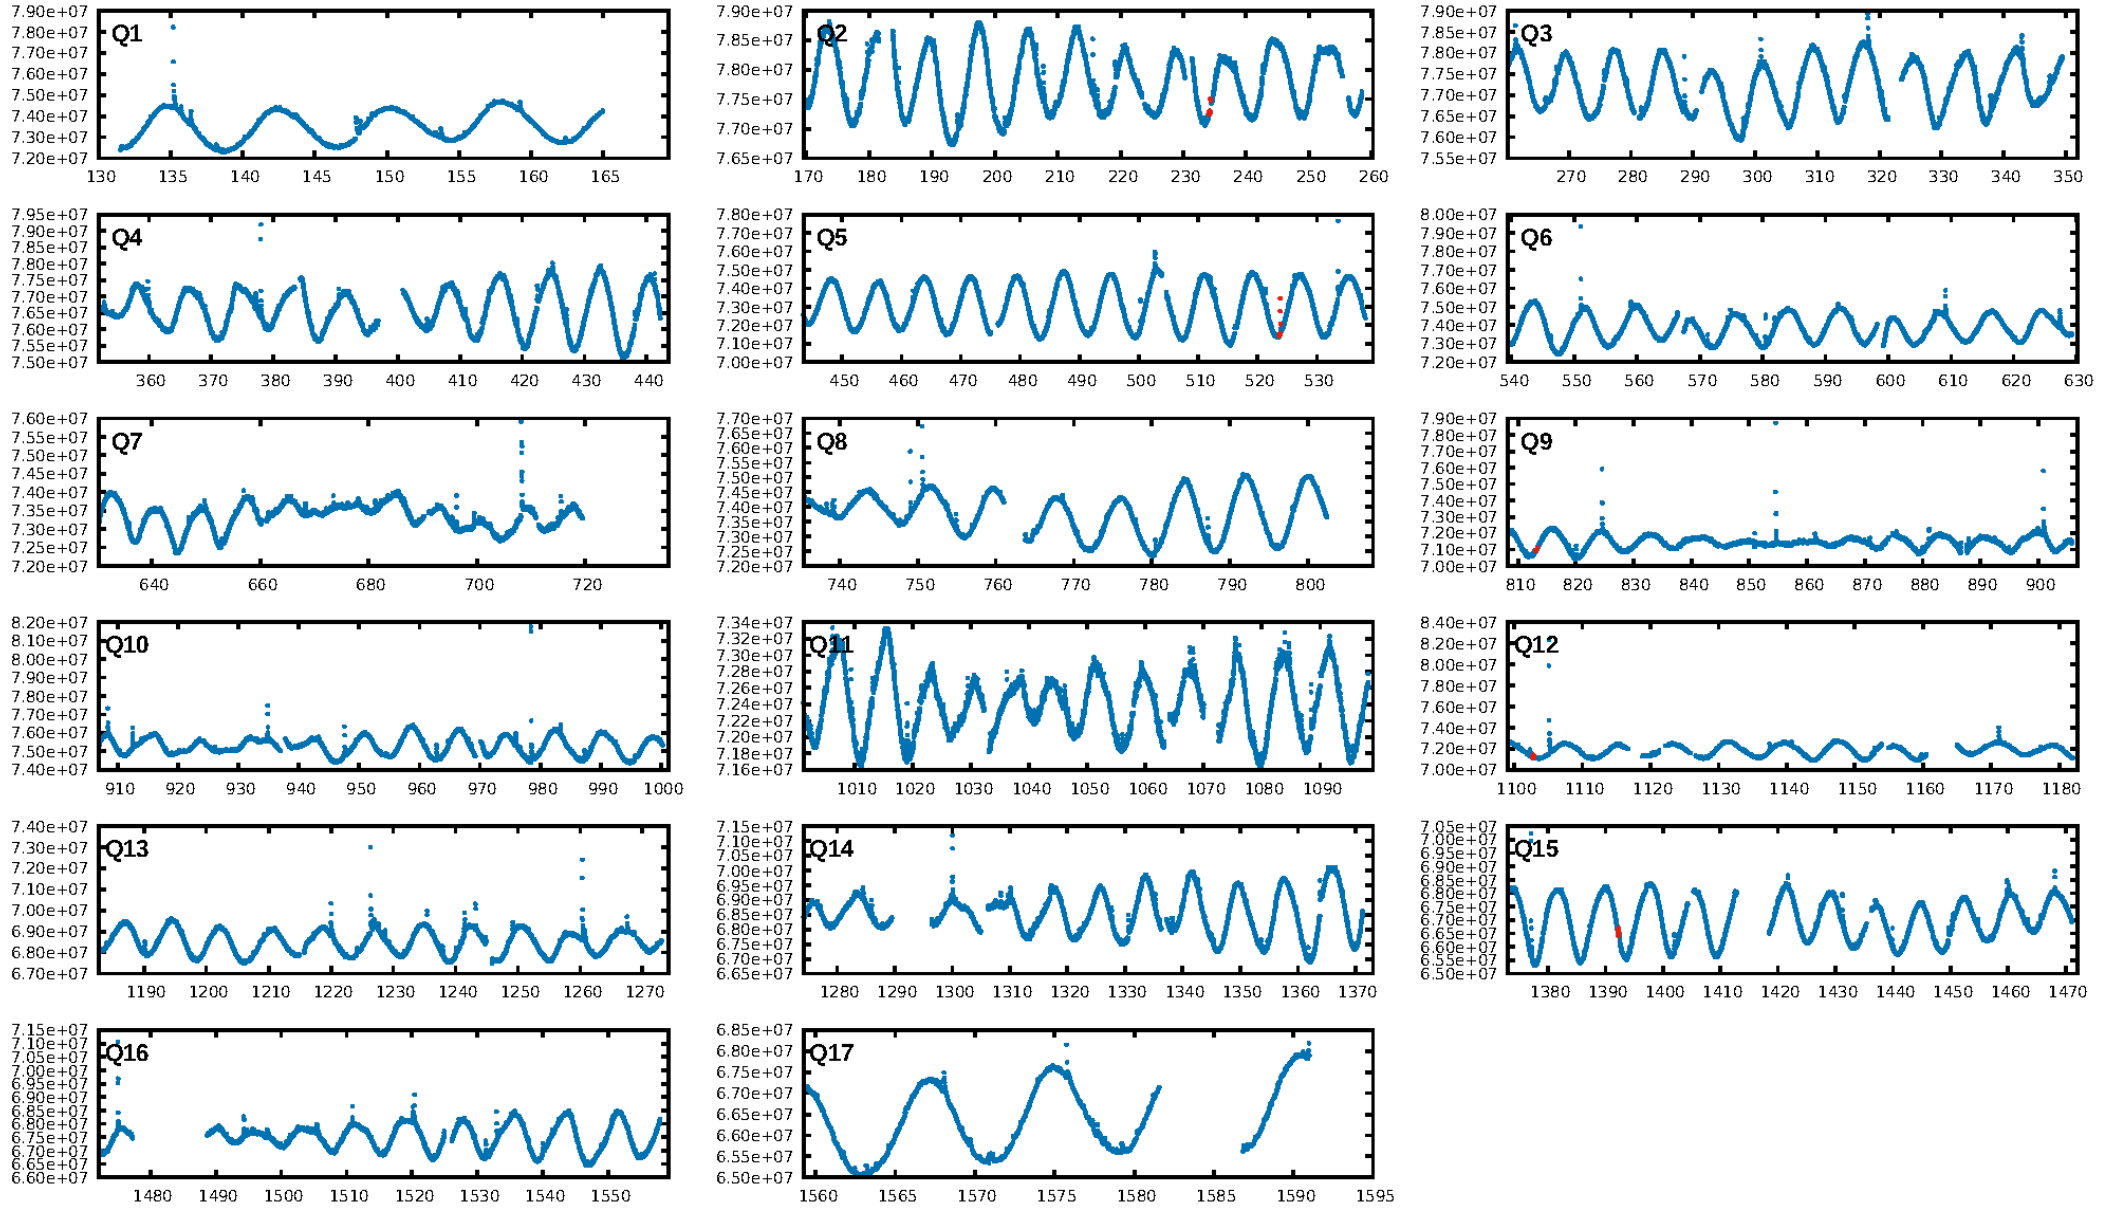 7.90e+07
7.80e+07
7.70e+07
7.60e+07
7.50e+07
7.40e+07
7.30e+07
7.20e+07
Q1
130 135 140 145 150 155 160 165
7.90e+07
7.85e+07
7.80e+07
7.75e+07
7.70e+07
7.65e+07
Q2
170 180 190 200 210 220 230 240 250 260
7.90e+07
7.85e+07
7.80e+07
7.75e+07
7.70e+07
7.65e+07
7.60e+07
7.55e+07
Q3
270 280 290 300 310 320 330 340 350
7.95e+07
7.90e+07
7.85e+07
7.80e+07
7.75e+07
7.70e+07
7.65e+07
7.60e+07
7.55e+07
7.50e+07
Q4
360 370 380 390 400 410 420 430 440
7.80e+07
7.70e+07
7.60e+07
7.50e+07
7.40e+07
7.30e+07
7.20e+07
7.10e+07
7.00e+07
Q5
450 460 470 480 490 500 510 520 530
8.00e+07
7.90e+07
7.80e+07
7.70e+07
7.60e+07
7.50e+07
7.40e+07
7.30e+07
7.20e+07
Q6
540 550 560 570 580 590 600 610 620 630
7.60e+07
7.55e+07
7.50e+07
7.45e+07
7.40e+07
7.35e+07
7.30e+07
7.25e+07
7.20e+07
Q7
640 660 680 700 720
7.70e+07
7.65e+07
7.60e+07
7.55e+07
7.50e+07
7.45e+07
7.40e+07
7.35e+07
7.30e+07
7.25e+07
7.20e+07
Q8
740 750 760 770 780 790 800
7.90e+07
7.80e+07
7.70e+07
7.60e+07
7.50e+07
7.40e+07
7.30e+07
7.20e+07
7.10e+07
7.00e+07
Q9
810 820 830 840 850 860 870 880 890 900
8.20e+07
8.10e+07
8.00e+07
7.90e+07
7.80e+07
7.70e+07
7.60e+07
7.50e+07
7.40e+07
Q10
910 920 930 940 950 960 970 980 990 1000
7.34e+07
7.32e+07
7.30e+07
7.28e+07
7.26e+07
7.24e+07
7.22e+07
7.20e+07
7.18e+07
7.16e+07
Q11
1010 1020 1030 1040 1050 1060 1070 1080 1090
8.40e+07
8.20e+07
8.00e+07
7.80e+07
7.60e+07
7.40e+07
7.20e+07
7.00e+07
Q12
1100 1110 1120 1130 1140 1150 1160 1170 1180
7.40e+07
7.30e+07
7.20e+07
7.10e+07
7.00e+07
6.90e+07
6.80e+07
6.70e+07
Q13
1190 1200 1210 1220 1230 1240 1250 1260 1270
7.15e+07
7.10e+07
7.05e+07
7.00e+07
6.95e+07
6.90e+07
6.85e+07
6.80e+07
6.75e+07
6.70e+07
6.65e+07
Q14
1280 1290 1300 1310 1320 1330 1340 1350 1360 1370
7.05e+07
7.00e+07
6.95e+07
6.90e+07
6.85e+07
6.80e+07
6.75e+07
6.70e+07
6.65e+07
6.60e+07
6.55e+07
6.50e+07
Q15
1380 1390 1400 1410 1420 1430 1440 1450 1460 1470
7.15e+07
7.10e+07
7.05e+07
7.00e+07
6.95e+07
6.90e+07
6.85e+07
6.80e+07
6.75e+07
6.70e+07
6.65e+07
6.60e+07
Q16
1480 1490 1500 1510 1520 1530 1540 1550
6.85e+07
6.80e+07
6.75e+07
6.70e+07
6.65e+07
6.60e+07
6.55e+07
6.50e+07
Q17
1560 1565 1570 1575 1580 1585 1590 1595